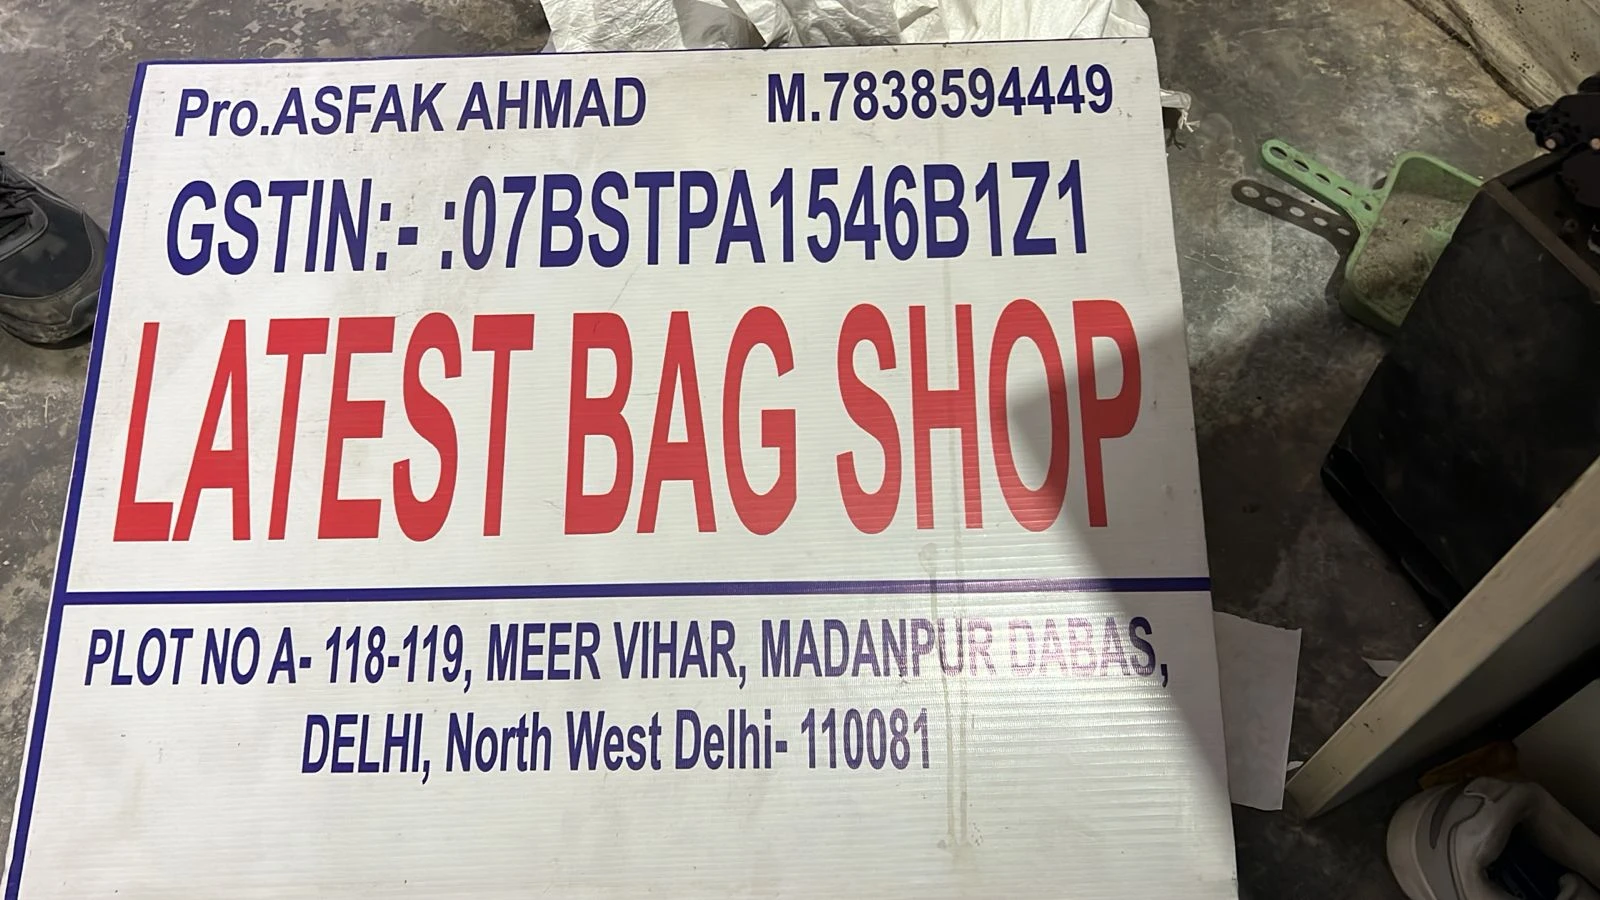 Pro.ASFAK AHMAD M.7838594449
GSTIN:- :07BSTPA1546B1Z1
LATEST BAG SHOP
PLOT NO A- 118-119, MEER VIHAR, MADANPUR DABAS,
DELHI, North West Delhi- 110081